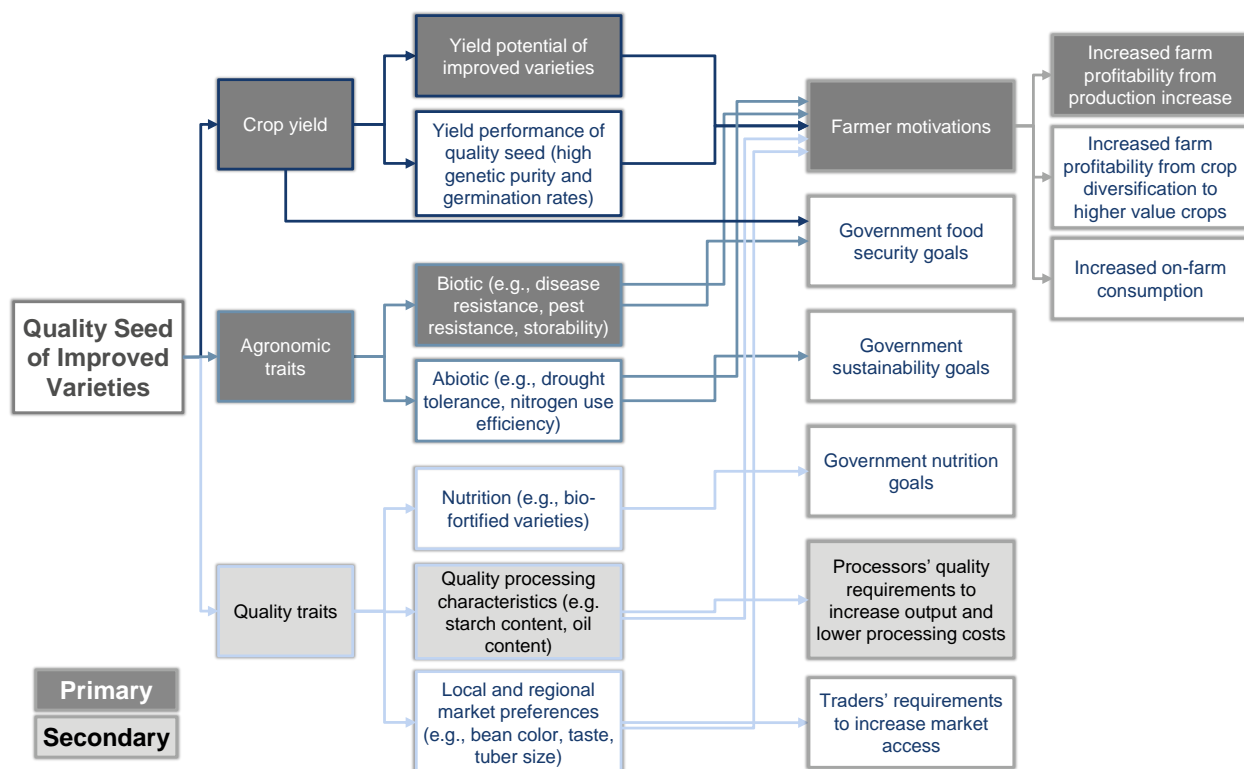 Quality Seed
of Improved
Varieties
Crop yield
Agronomic
traits
Quality traits
Yield potential of
improved varieties
Yield performance of
quality seed (high
genetic purity and
germination rates)
Biotic (e.g., disease
resistance, pest
resistance, storability)
Abiotic (e.g., drought
tolerance, nitrogen use
efficiency)
Nutrition (e.g., bio-
fortified varieties)
Quality processing
characteristics (e.g.
starch content, oil
content)
Local and regional
market preferences
(e.g., bean color, taste,
tuber size)
Farmer motivations
Government food
security goals
Government
sustainability goals
Government nutrition
goals
Processors’ quality
requirements to
increase output and
lower processing costs
Traders’ requirements
to increase market
access
Increased farm
profitability from
production increase
Increased farm
profitability from crop
diversification to
higher value crops
Increased on-farm
consumption
Primary
Secondary